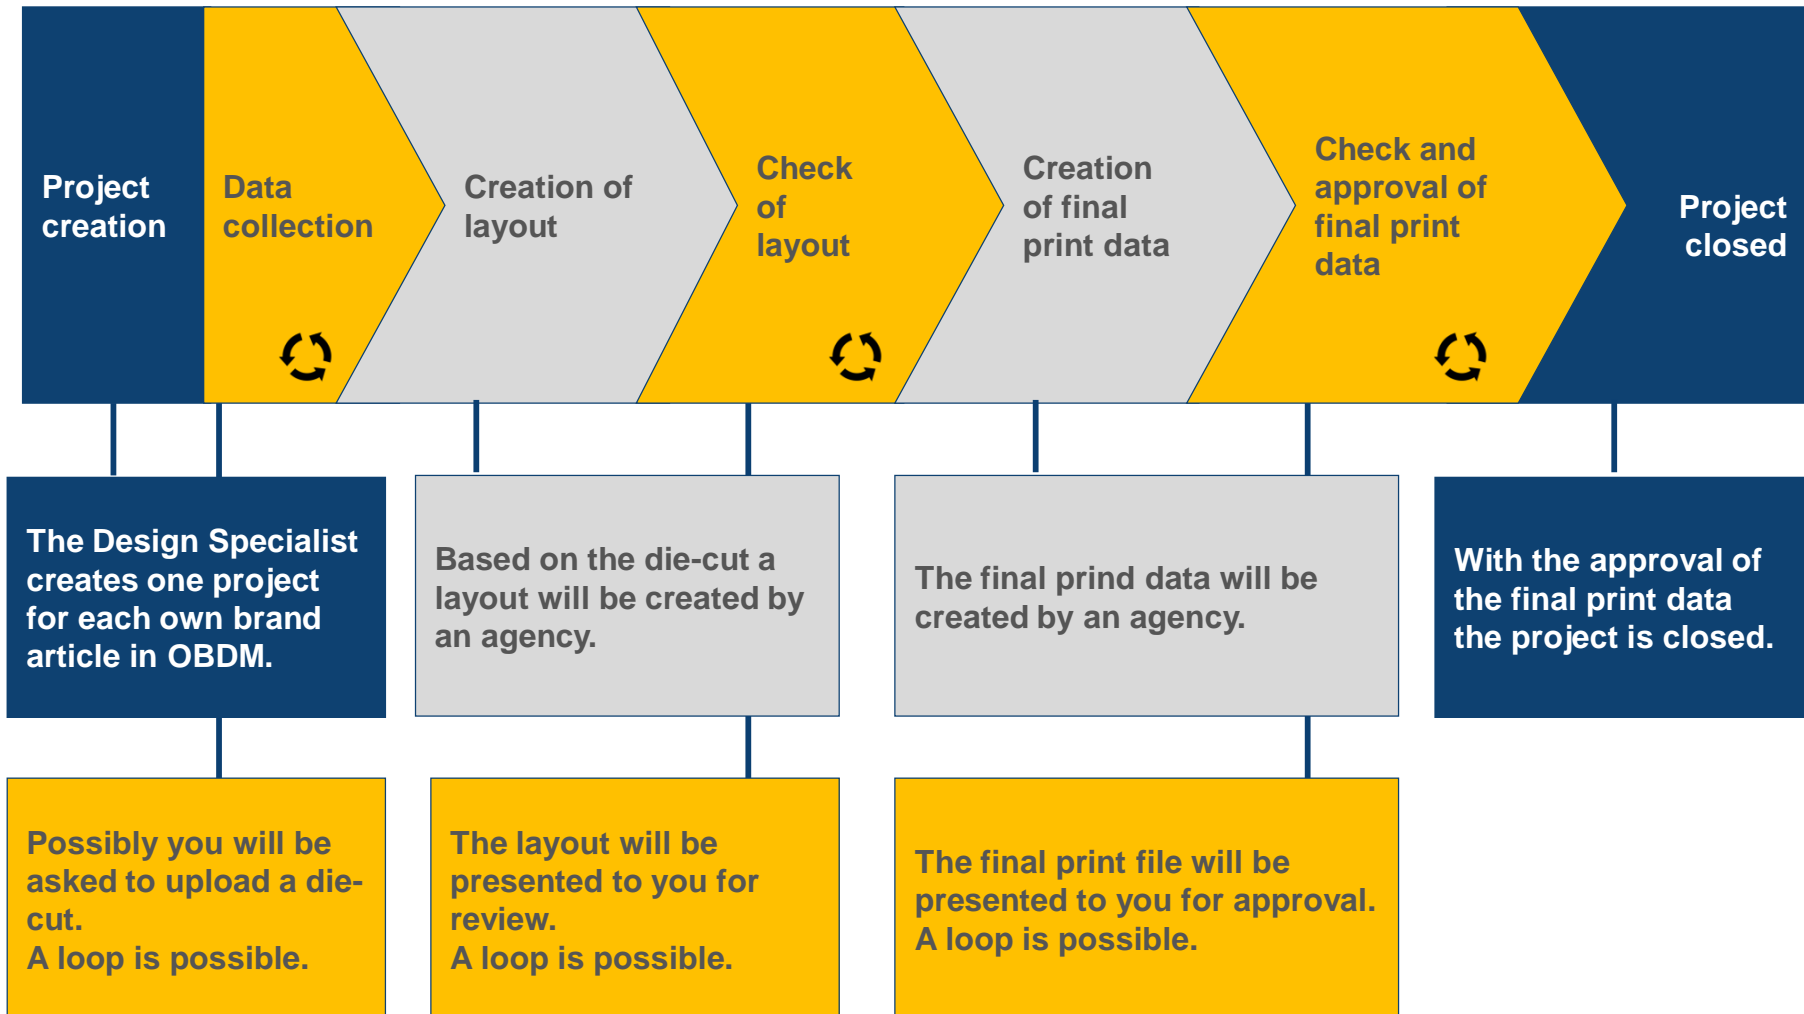 Project
creation
Data
collection
Creation of
layout
Check
of
layout
Creation
of final
print data
Check and
approval of
final print
data
Project
closed
The Design Specialist
creates one project
for each own brand
article in OBDM.
Based on the die-cut a
layout will be created by
an agency.
The final prind data will be
created by an agency.
With the approval of
the final print data
the project is closed.
Possibly you will be
asked to upload a die-
cut.
A loop is possible.
The layout will be
presented to you for
review.
A loop is possible.
The final print file will be
presented to you for approval.
A loop is possible.